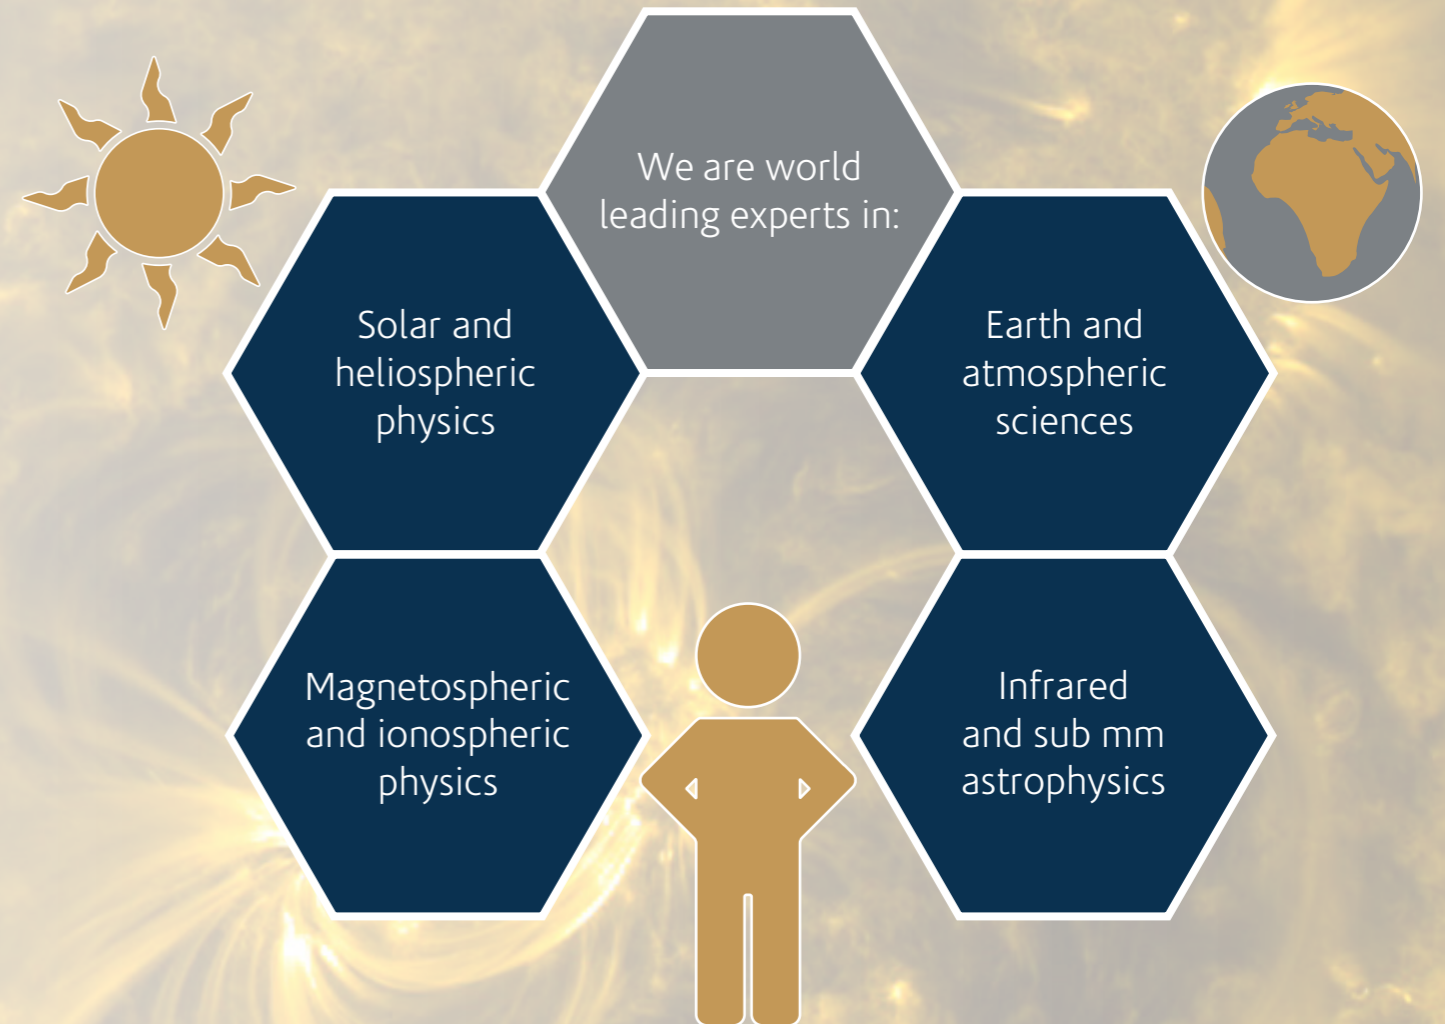 We are world
leading experts in:
Solar and
heliospheric
physics
Earth and
atmospheric
sciences
Magnetospheric
and ionospheric
physics
Infrared
and sub mm
astrophysics